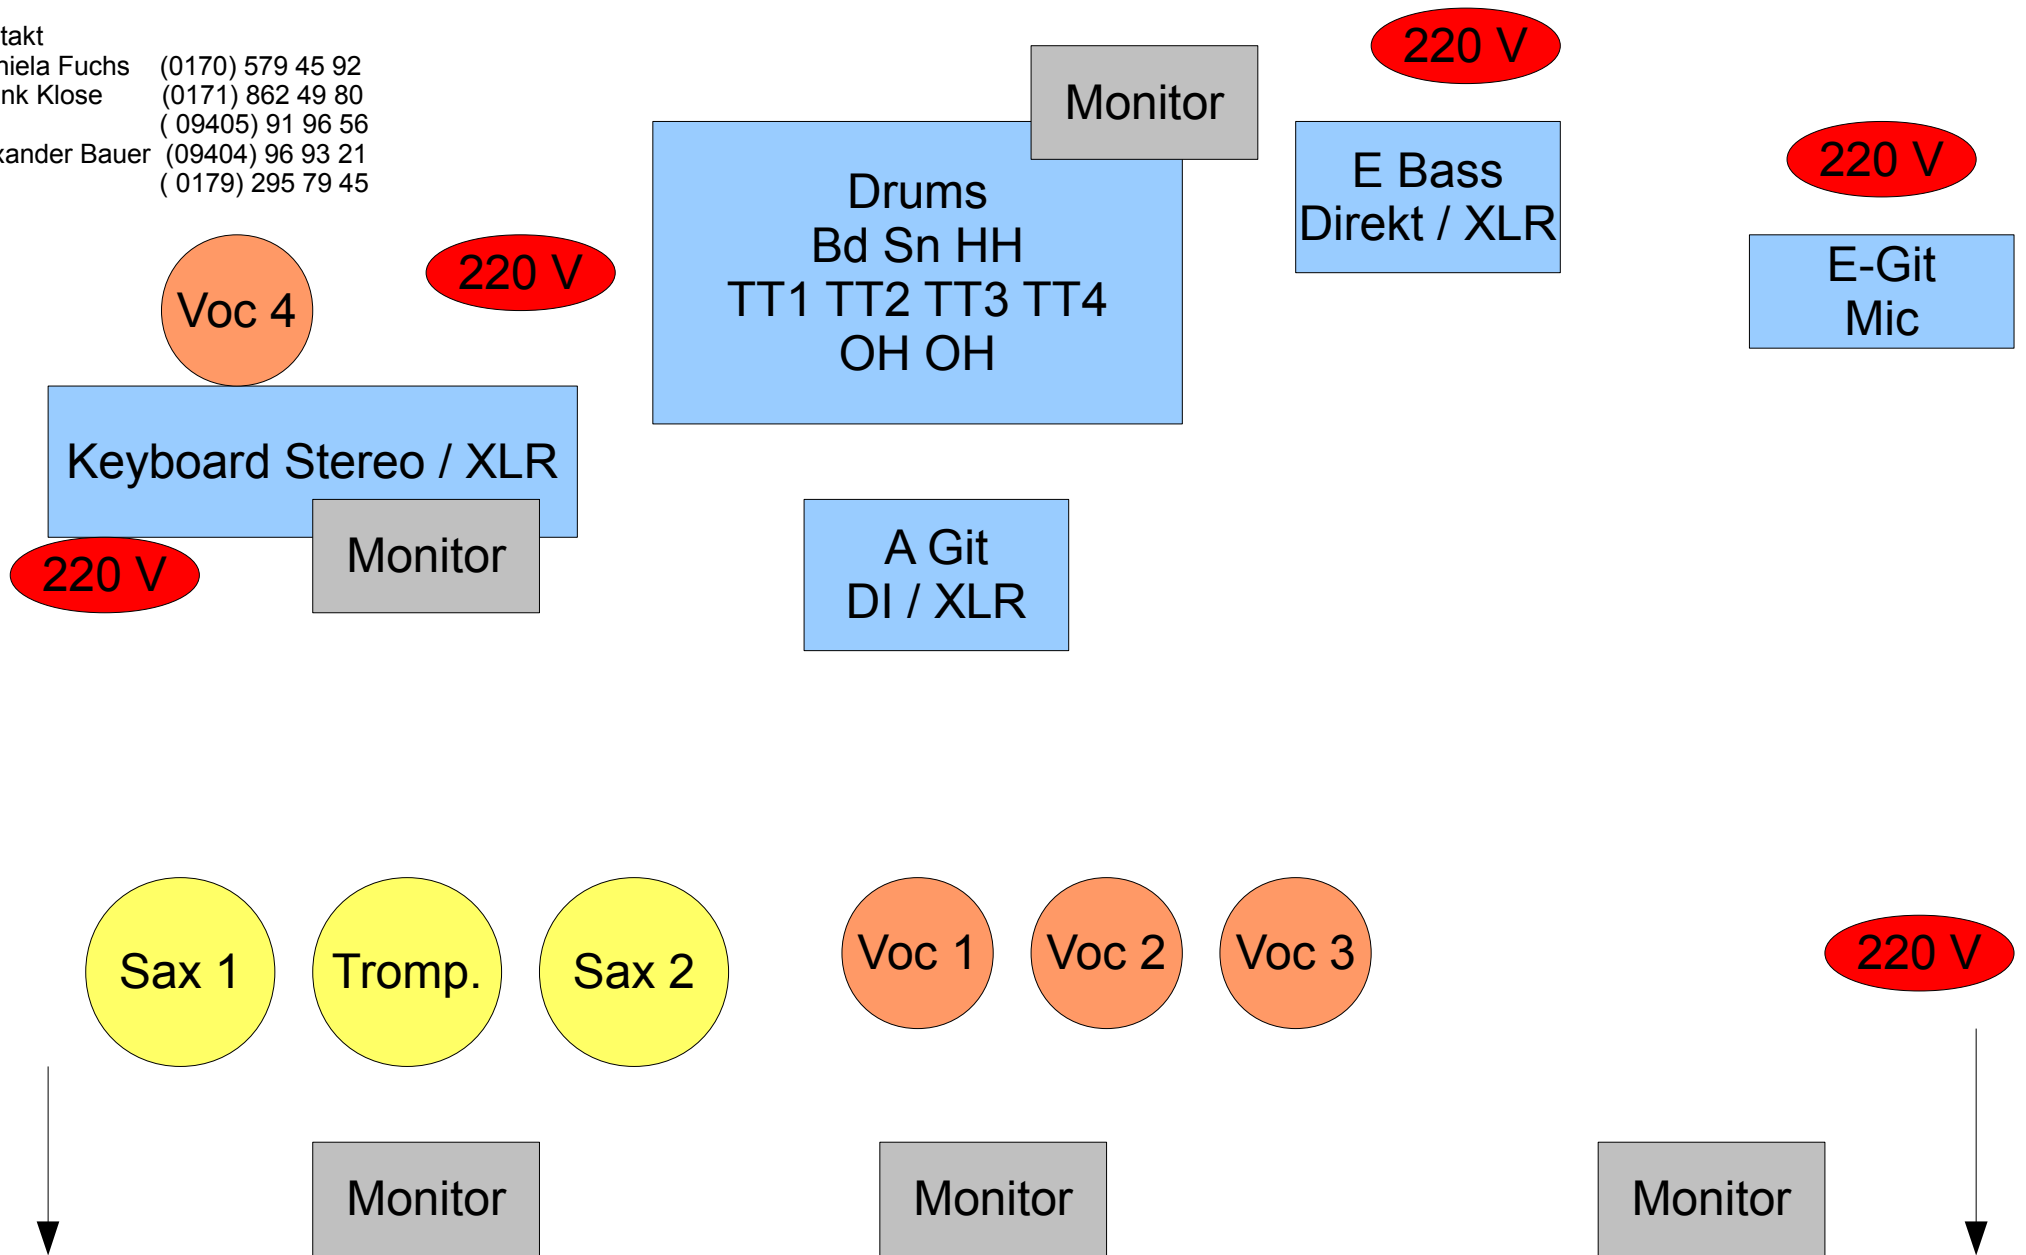 takt
niela Fuchs (0170) 579 45 92
nk Klose (0171) 862 49 80
( 09405) 91 96 56
xander Bauer (09404) 96 93 21
( 0179) 295 79 45
220 V
Monitor
E Bass
Direkt / XLR
220 V
E-Git
Mic
Drums
Bd Sn HH
TT1 TT2 TT3 TT4
OH OH
220 V
Voc 4
Keyboard Stereo / XLR
Monitor
220 V
A Git
DI / XLR
Sax 1
Tromp.
Sax 2
Voc 1
Voc 2
Voc 3
220 V
Monitor
Monitor
Monitor